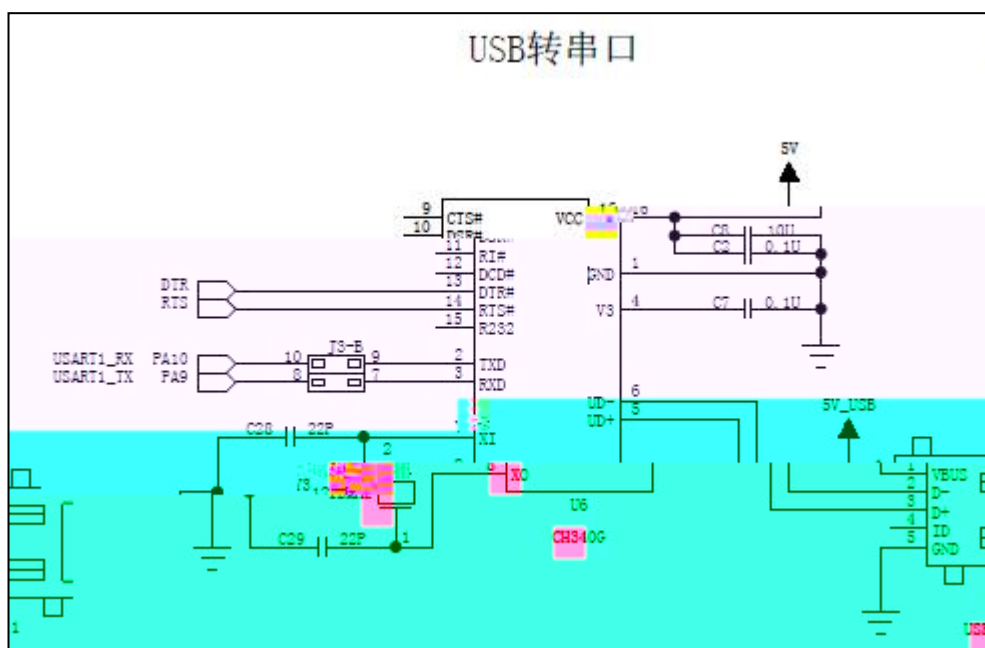 USB转串口
5V
9 CTS# VCC
10
C8 10U
11
C2 0.1U
RI#
12
DCD# GND 1
13
DTR DTR#
14
RTS RTS# V3 4 C7 0.1U
15
R232
J3-B
USART1_RX PA10 10 9 2 TXD
USART1_TX PA9 8 7 3 RXD
UD- 6
UD+ 5
5V_USB
C28 22P XI
2
XO
1 VBUS
2 D-
3 D+
4 ID
5 GND
U6
C29 22P 1
CH340G
1